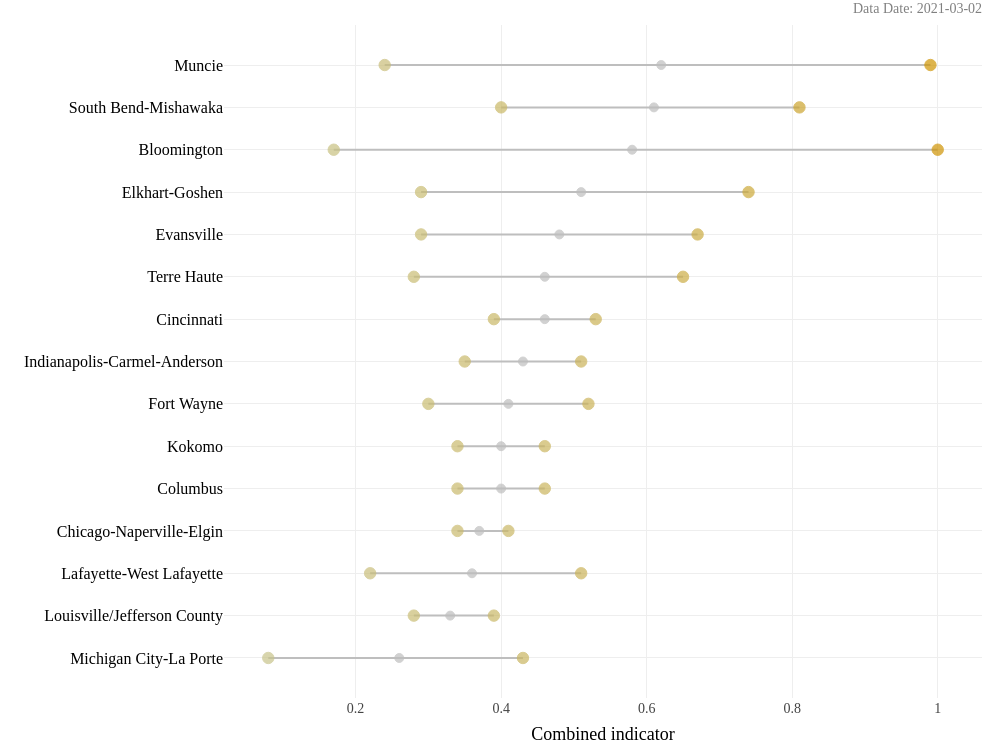 Data Date: 2021-03-02
Muncie
South Bend-Mishawaka
Bloomington
Elkhart-Goshen
Evansville
Terre Haute
Cincinnati
Indianapolis-Carmel-Anderson
Fort Wayne
Kokomo
Columbus
Chicago-Naperville-Elgin
Lafayette-West Lafayette
Louisville/Jefferson County
Michigan City-La Porte
0.2 0.4 0.6 0.8 1
Combined indicator